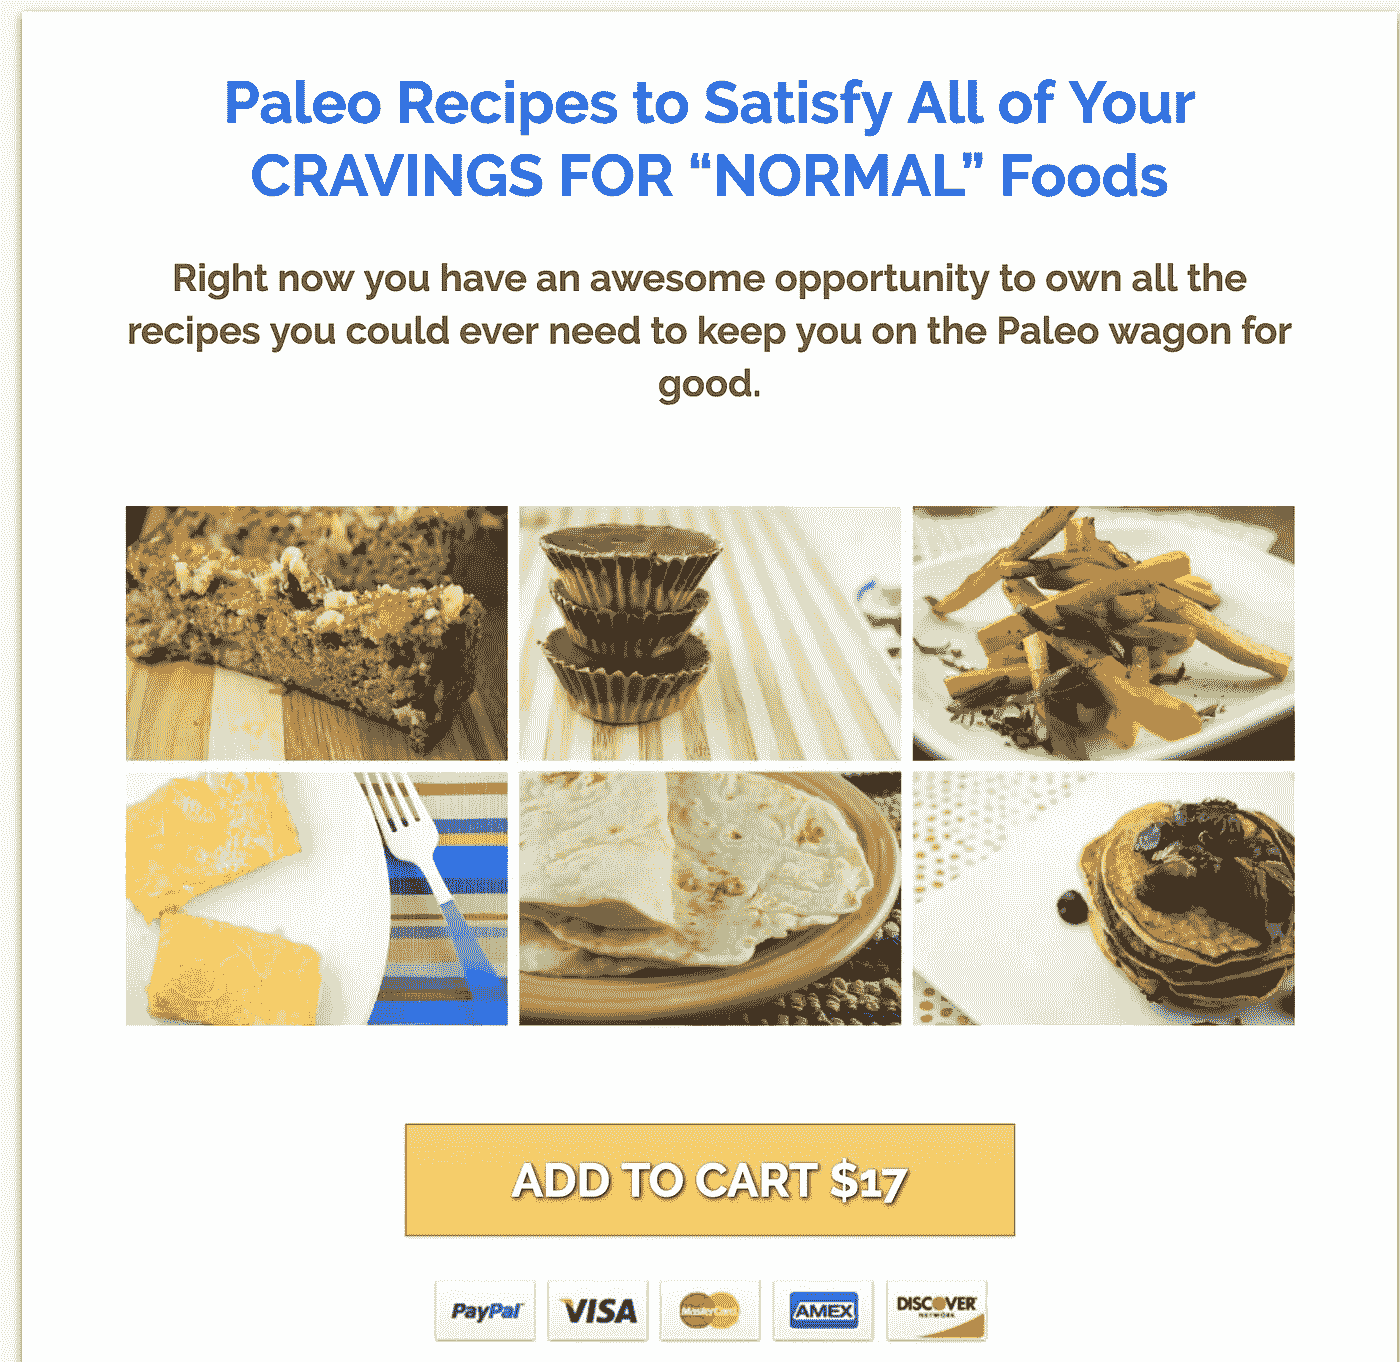 Paleo Recipes to Satisfy All of Your
CRAVINGS FOR “NORMAL” Foods
Right now you have an awesome opportunity to own all the
recipes you could ever need to keep you on the Paleo wagon for
good.
ADD TO CART $17
PayPal VISA MasterCard AMEX DISCOVER
NETWORK